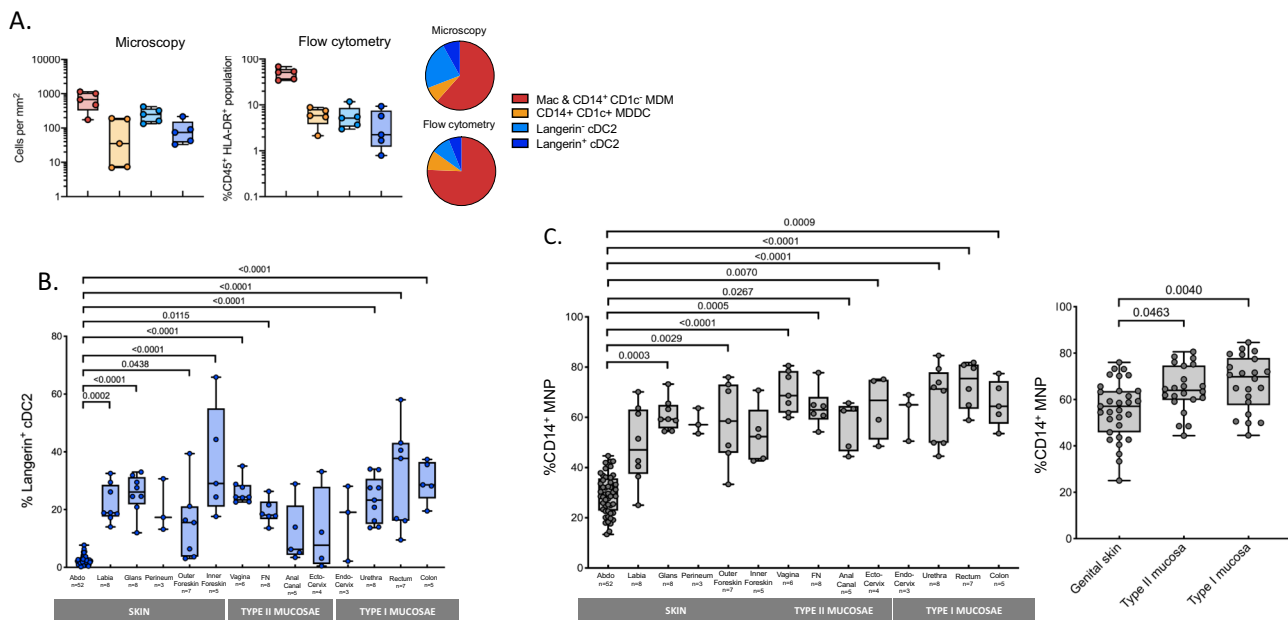 A.
Microscopy
Cells per mm²
10000
1000
100
10
1
Flow cytometry
%CD45⁺ HLA-DR⁺ population
100
10
1
0.1
Microscopy
Flow cytometry
Mac & CD14⁺ CD1c⁻ MDM
CD14+ CD1c+ MDDC
Langerin⁻ cDC2
Langerin⁺ cDC2
B.
% Langerin⁺ cDC2
80
60
40
20
0
<0.0001
<0.0001
<0.0001
0.0115
<0.0001
<0.0001
0.0438
<0.0001
0.0002
Abdo n=52
Labia n=8
Glans n=8
Perineum n=3
Outer Foreskin n=7
Inner Foreskin n=5
Vagina n=6
FN n=8
Anal Canal n=5
Ecto- Cervix n=4
Endo- Cervix n=3
Urethra n=8
Rectum n=7
Colon n=5
SKIN
TYPE II MUCOSAE
TYPE I MUCOSAE
C.
%CD14⁺ MNP
100
80
60
40
20
0
0.0009
<0.0001
<0.0001
0.0070
0.0267
0.0005
<0.0001
0.0029
0.0003
Abdo n=52
Labia n=8
Glans n=8
Perineum n=3
Outer Foreskin n=7
Inner Foreskin n=5
Vagina n=6
FN n=8
Anal Canal n=5
Ecto- Cervix n=4
Endo- Cervix n=3
Urethra n=8
Rectum n=7
Colon n=5
SKIN
TYPE II MUCOSAE
TYPE I MUCOSAE
%CD14⁺ MNP
100
80
60
40
20
0
0.0040
0.0463
Genital skin
Type II mucosa
Type I mucosa